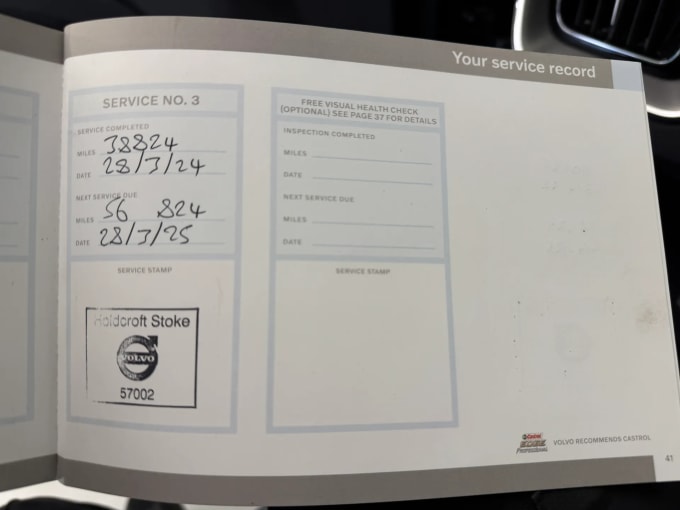 Your service record
SERVICE NO. 3
SERVICE COMPLETED
MILES 38824
DATE 28/3/24
NEXT SERVICE DUE
MILES 56 824
DATE 28/3/25
SERVICE STAMP
Holdcroft Stoke
VOLVO
57002
FREE VISUAL HEALTH CHECK
(OPTIONAL) SEE PAGE 37 FOR DETAILS
INSPECTION COMPLETED
MILES
DATE
NEXT SERVICE DUE
MILES
DATE
SERVICE STAMP
Castrol
EDGE
Professional
VOLVO RECOMMENDS CASTROL
41